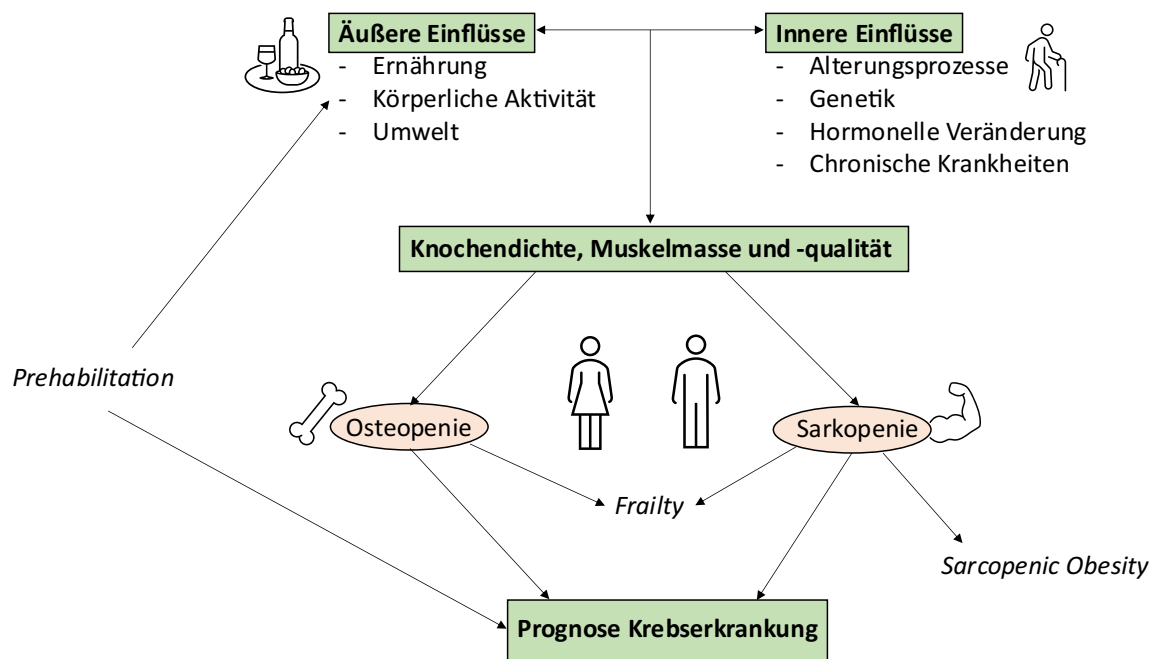 Äußere Einflüsse
- Ernährung
- Körperliche Aktivität
- Umwelt
Innere Einflüsse
- Alterungsprozesse
- Genetik
- Hormonelle Veränderung
- Chronische Krankheiten
Knochendichte, Muskelmasse und -qualität
Prehabilitation
Osteopenie
Sarkopenie
Frailty
Sarcopenic Obesity
Prognose Krebserkrankung